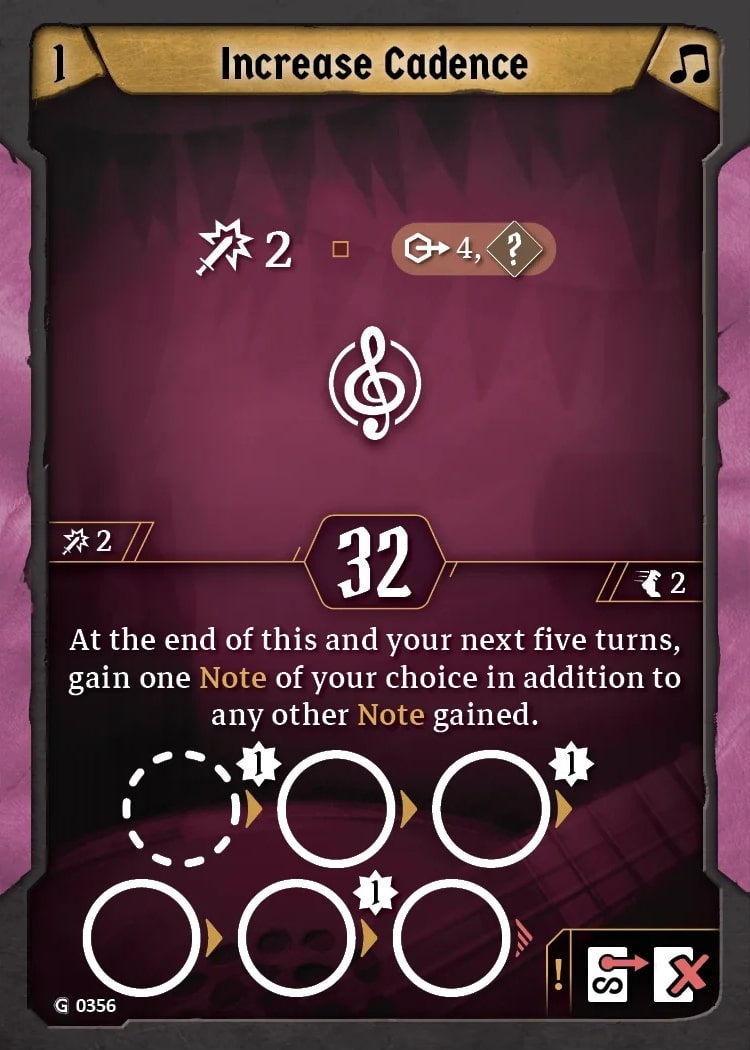 1 Increase Cadence
2 4, ?
2
32
2
At the end of this and your next five turns,
gain one Note of your choice in addition to
any other Note gained.
1 1
1
!
G 0356